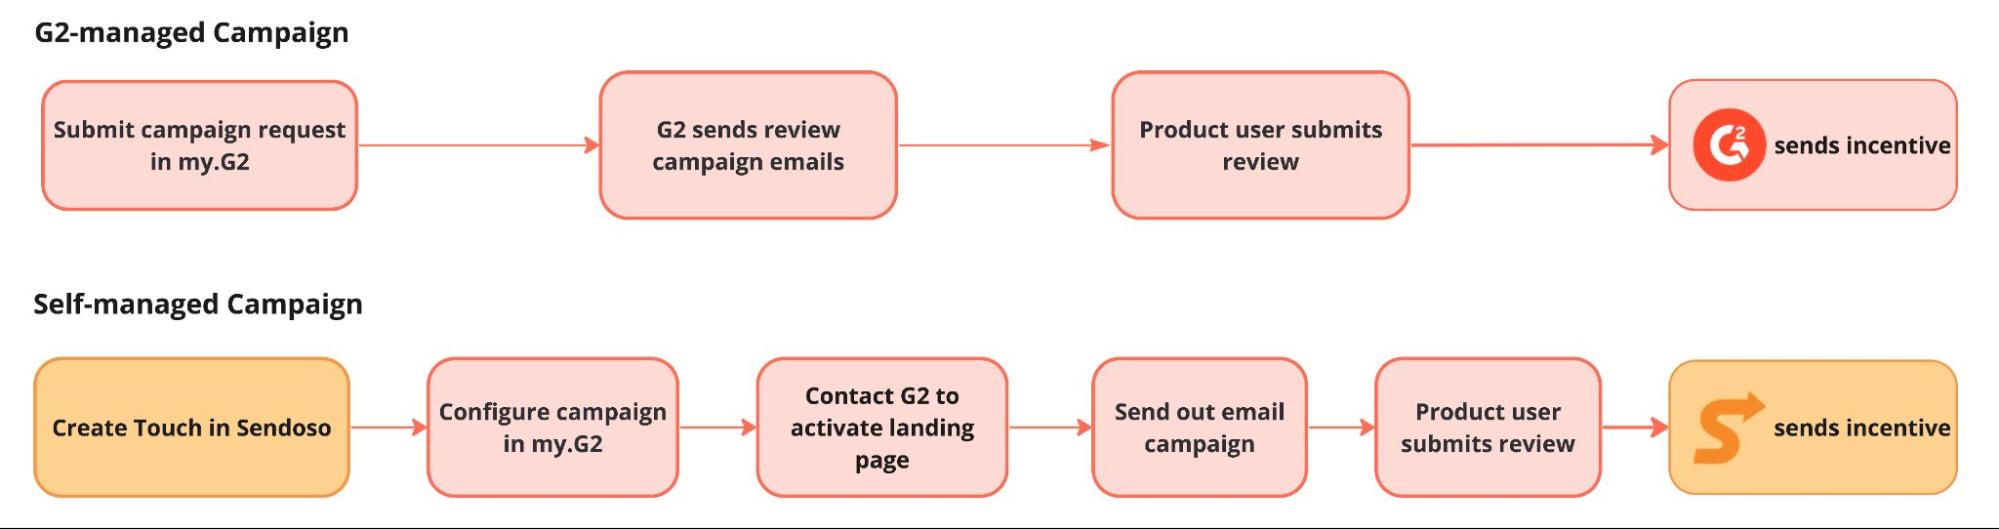 G2-managed Campaign
Submit campaign request
in my.G2
G2 sends review
campaign emails
Product user submits
review
G2 sends incentive
Self-managed Campaign
Create Touch in Sendoso
Configure campaign
in my.G2
Contact G2 to
activate landing
page
Send out email
campaign
Product user
submits review
sends incentive